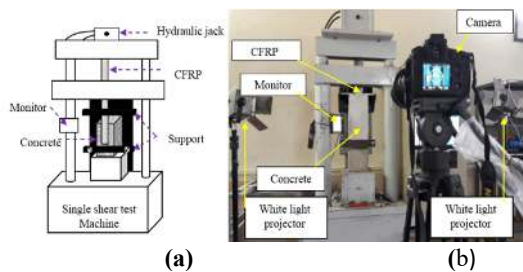 Hydraulic jack
CFRP
Monitor
Concrete
Support
Single shear test
Machine
(a)
Camera
CFRP
Monitor
Concrete
White light
projector
White light
projector
(b)